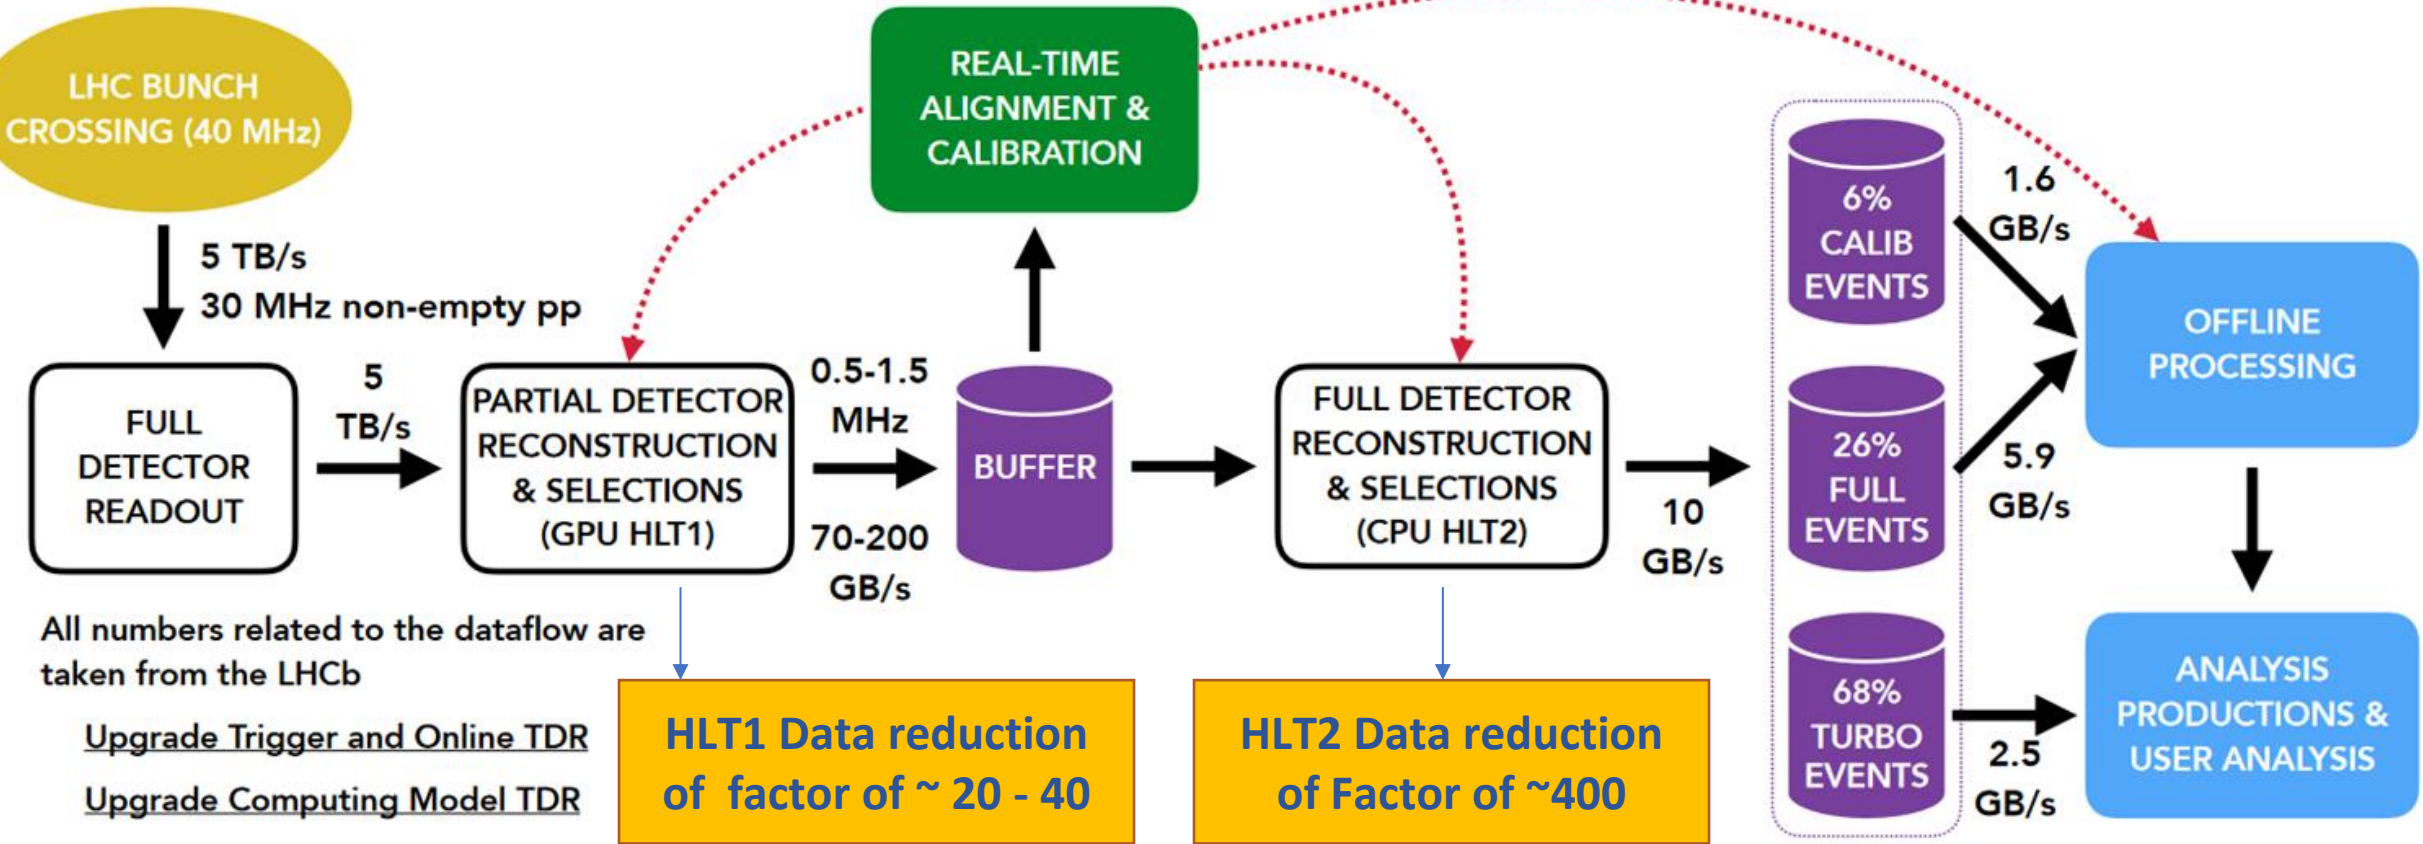 LHC BUNCH
CROSSING (40 MHz)
5 TB/s
30 MHz non-empty pp
FULL
DETECTOR
READOUT
5
TB/s
PARTIAL DETECTOR
RECONSTRUCTION
& SELECTIONS
(GPU HLT1)
0.5-1.5
MHz
70-200
GB/s
REAL-TIME
ALIGNMENT &
CALIBRATION
BUFFER
FULL DETECTOR
RECONSTRUCTION
& SELECTIONS
(CPU HLT2)
10
GB/s
6%
CALIB
EVENTS
1.6
GB/s
26%
FULL
EVENTS
5.9
GB/s
68%
TURBO
EVENTS
2.5
GB/s
OFFLINE
PROCESSING
ANALYSIS
PRODUCTIONS &
USER ANALYSIS
All numbers related to the dataflow are
taken from the LHCb
Upgrade Trigger and Online TDR
Upgrade Computing Model TDR
HLT1 Data reduction
of factor of ~ 20 - 40
HLT2 Data reduction
of Factor of ~400